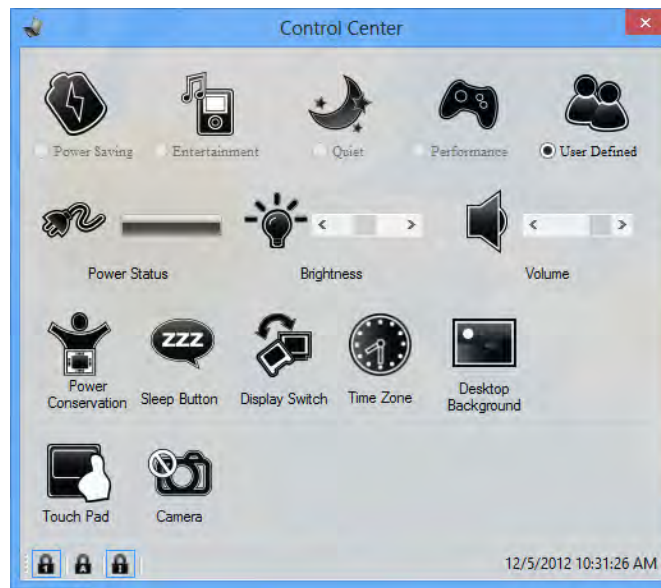 Control Center
Power Saving
Entertainment
Quiet
Performance
User Defined
Power Status
Brightness
Volume
ZZZ
Power
Conservation
Sleep Button
Display Switch
Time Zone
Desktop
Background
Touch Pad
Camera
12/5/2012 10:31:26 AM